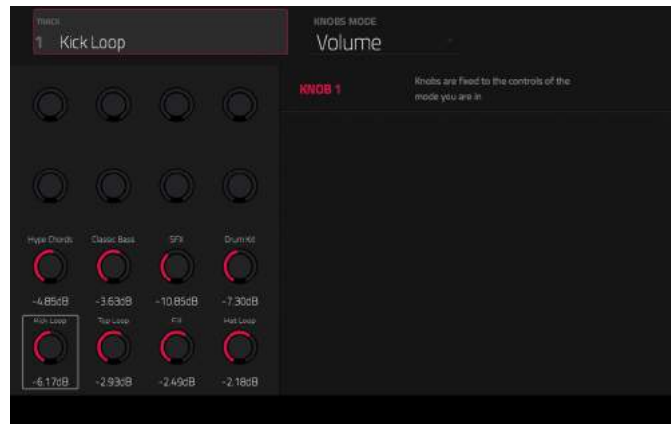 TRACK
1 Kick Loop
KNOBS MODE
Volume
KNOB 1
Knobs are fixed to the controls of the
mode you are in
Hype Chords Classic Bass SFX Drum Kit
-4.85dB -3.63dB -10.85dB -7.30dB
Kick Loop Top Loop Fill Hat Loop
-6.17dB -2.93dB -2.49dB -2.18dB